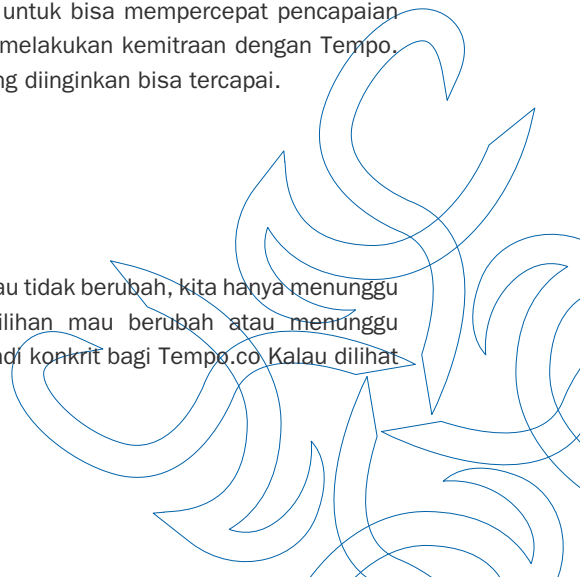 untuk bisa mempercepat pencapaian
melakukan kemitraan dengan Tempo.
ng diinginkan bisa tercapai.
au tidak berubah, kita hanya menunggu
ilihan mau berubah atau menunggu
adi konkrit bagi Tempo.co Kalau dilihat